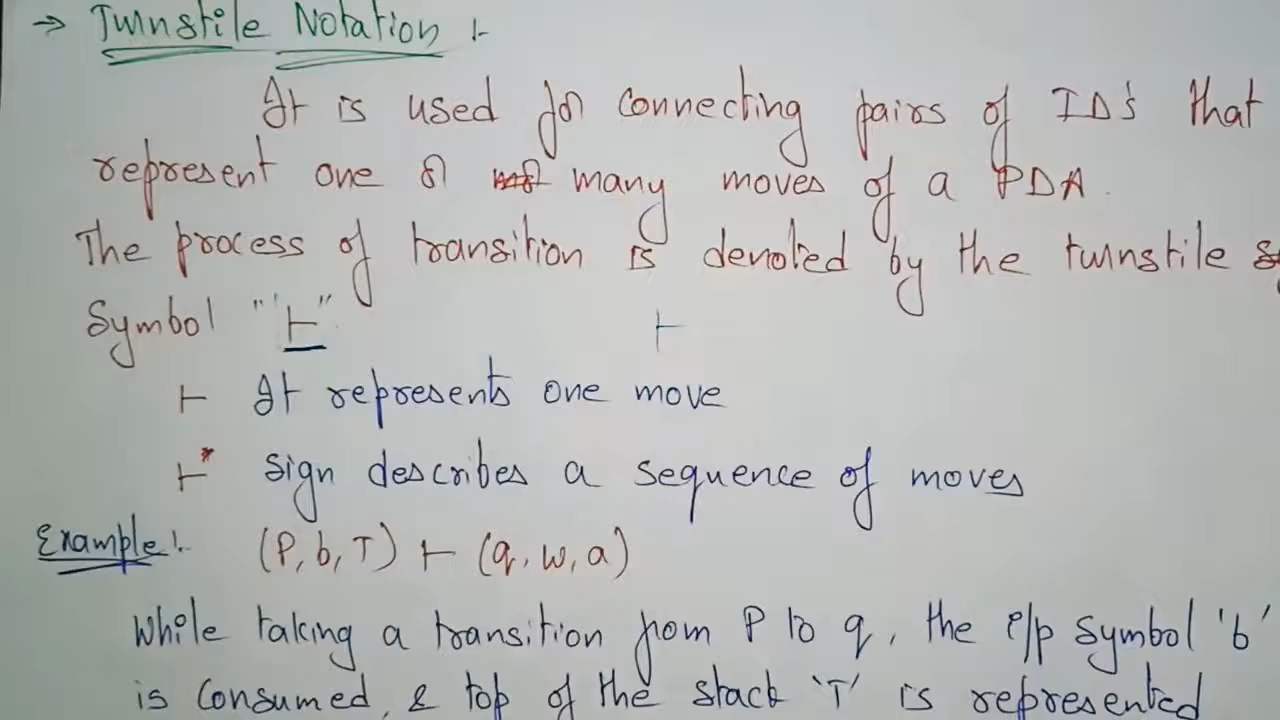 → Turnstile Notation :-
It is used for connecting pairs of ID's that
represent one or many moves of a PDA.
The process of transition is denoted by the turnstile
Symbol "⊢" ⊢
⊢ It represents one move
⊢* sign describes a sequence of moves
Example:. (P, b, T) ⊢ (q, w, a)
While taking a transition from P to q, the i/p symbol 'b'
is consumed, & top of the stack 'T' is represented